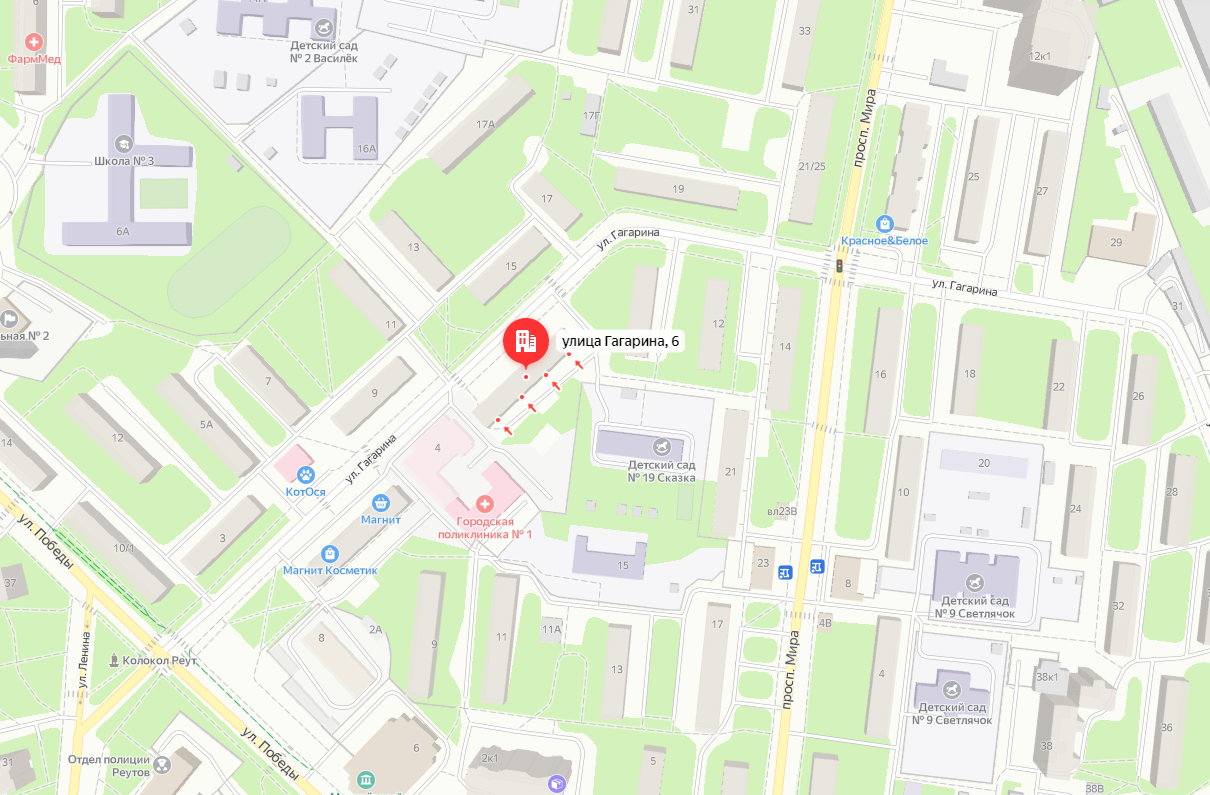 6
31
33
12к1
ФармМед
Детский сад
№ 2 Василёк
17А
17Г
просп. Мира
Школа № 3
16А
6А
21/25
25
27
19
17
13
15
ул. Гагарина
Красное&Белое
29
ул. Гагарина
31
льная № 2
11
12
14
улица Гагарина, 6
7
9
5А
12
14
16
22
26
4
ул. Гагарина
Детский сад
№ 19 Сказка
21
20
КотОся
Магнит
Городская
поликлиника № 1
10
28
24
вл23В
ул. Победы
10/1
3
Магнит Косметик
15
23
8
37
Детский сад
№ 9 Светлячок
32
2А
8
9
11
11А
13
17
4В
4
ул. Ленина
Колокол Реут
просп. Мира
38к1
Детский сад
№ 9 Светлячок
36
38
ул. Победы
6
2к1
5
31
Отдел полиции
Реутов
38В